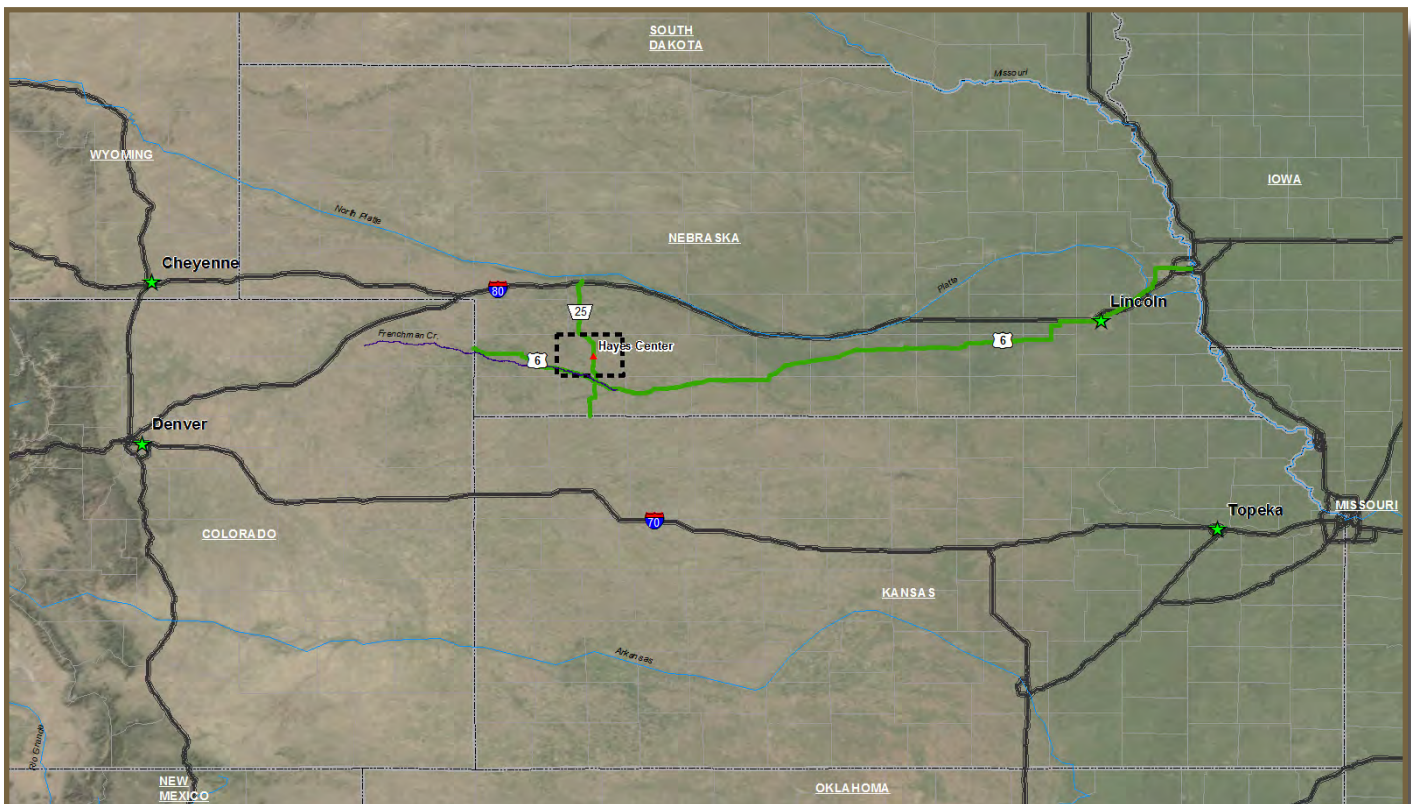 SOUTH
DAKOTA
Missouri
WYOMING
IOWA
North Platte
NEBRASKA
Cheyenne
80
Platte
Lincoln
25
Frenchman Cr.
Hayes Center
6
6
Denver
COLORADO
70
Topeka
MISSOURI
KANSAS
Arkansas
Rio Grande
NEW
MEXICO
OKLAHOMA